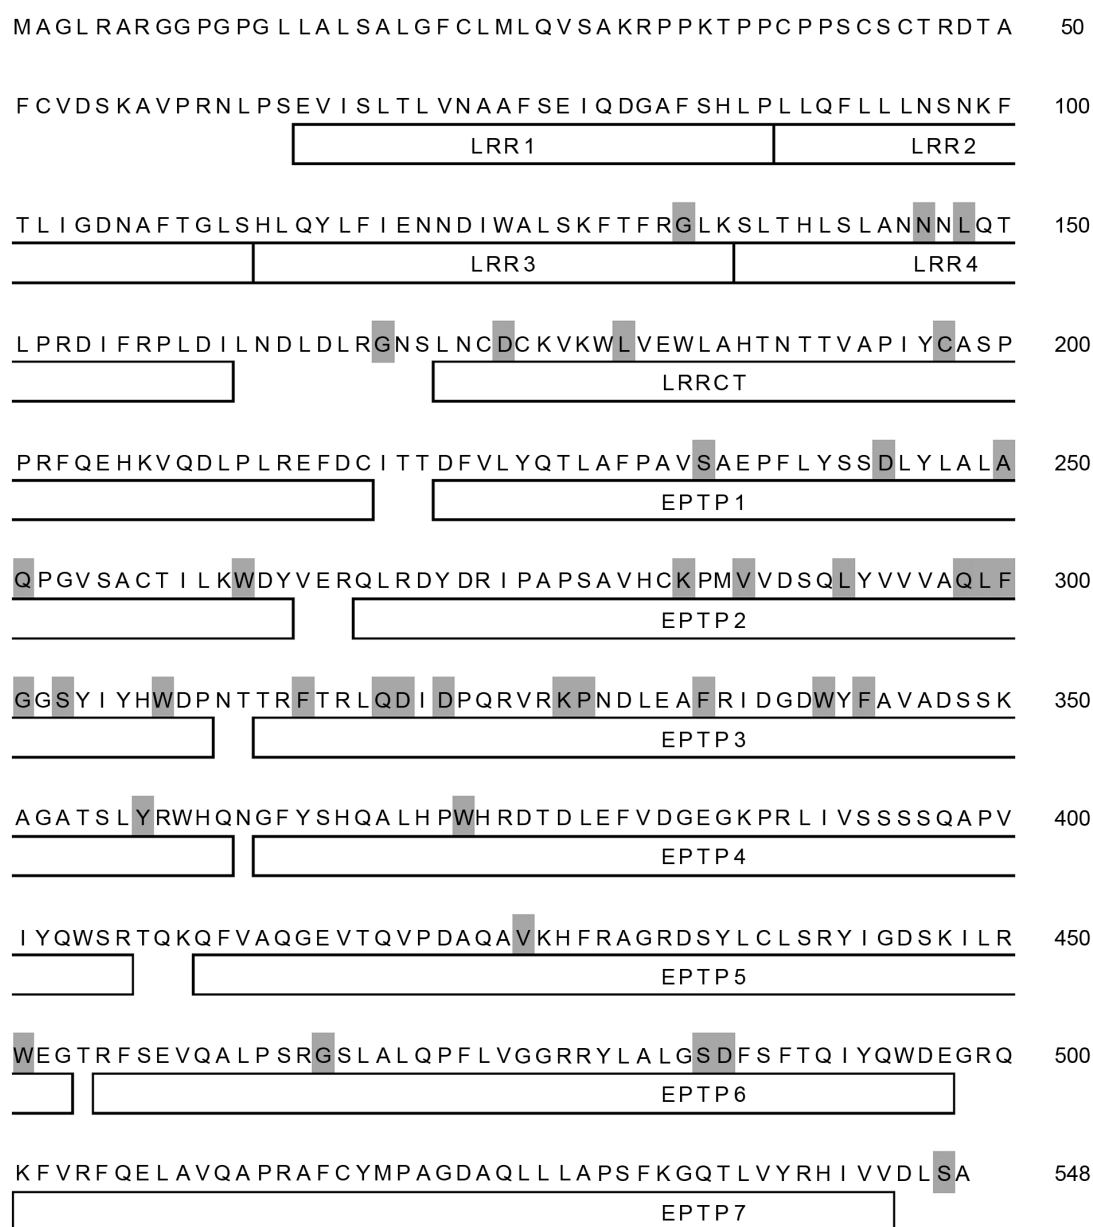 MAGLRARGGPGPGLLALSALGFCLMLQVSAKRPPKTPPCPPSCSCTRDTA 50
FCVDSKAVPRNLPSEVISLTLVNAAFSEIQDGAFSHLPLLQFLLLNSNKF 100
LRR1 LRR2
TLIGDNAFTGLSHLQYLFIENNDIWALSKFTFRGLKSLTHLSLANNNLQT 150
LRR3 LRR4
LPRDIFRPLDILNDLDLRGNSLNCDCKVKWLVEWLAHTNTTVAPIYCASP 200
LRRCT
PRFQEHKVQDLPLREFDCITTDFVLYQTLAFPAVSAEPFLYSSDLYLALA 250
EPTP1
QPGVSACTILKWDYVERQLRDYDRIPAPSAVHCKPMVVDSQLYVVVAQLF 300
EPTP2
GGSYIYHWDPNTTRFTRLQDIDPQRVRKPNDLEAFRIDGDWYFAVADSSK 350
EPTP3
AGATSLYRWHQNGFYSHQALHPWHRDTDLEFVDGEGKPRLIVSSSSQAPV 400
EPTP4
IYQWSRTQKQFVAQGEVTQVPDAQAVKHFRAGRDSYLCLSRYIGDSKILR 450
EPTP5
WEGTRFSEVQALPSRGSLALQPFLVGGRRYLALGSDFSFTQIYQWDEGRQ 500
EPTP6
KFVRFQELAVQAPRAFCYMPAGDAQLLLAPSFKGQTLVYRHIVVDLSA 548
EPTP7